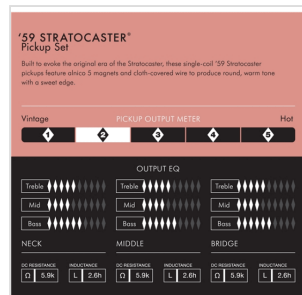 '59 STRATOCASTER®
Pickup Set
Built to evoke the original era of the Stratocaster, these single-coil '59 Stratocaster
pickups feature alnico 5 magnets and cloth-covered wire to produce round, warm tone
with a sweet edge.
Vintage PICKUP OUTPUT METER Hot
1 2 3 4 5
OUTPUT EQ
Treble Treble Treble
Mid Mid Mid
Bass Bass Bass
NECK MIDDLE BRIDGE
DC RESISTANCE INDUCTANCE DC RESISTANCE INDUCTANCE DC RESISTANCE INDUCTANCE
Ω 5.9k L 2.6h Ω 5.9k L 2.6h Ω 5.9k L 2.6h